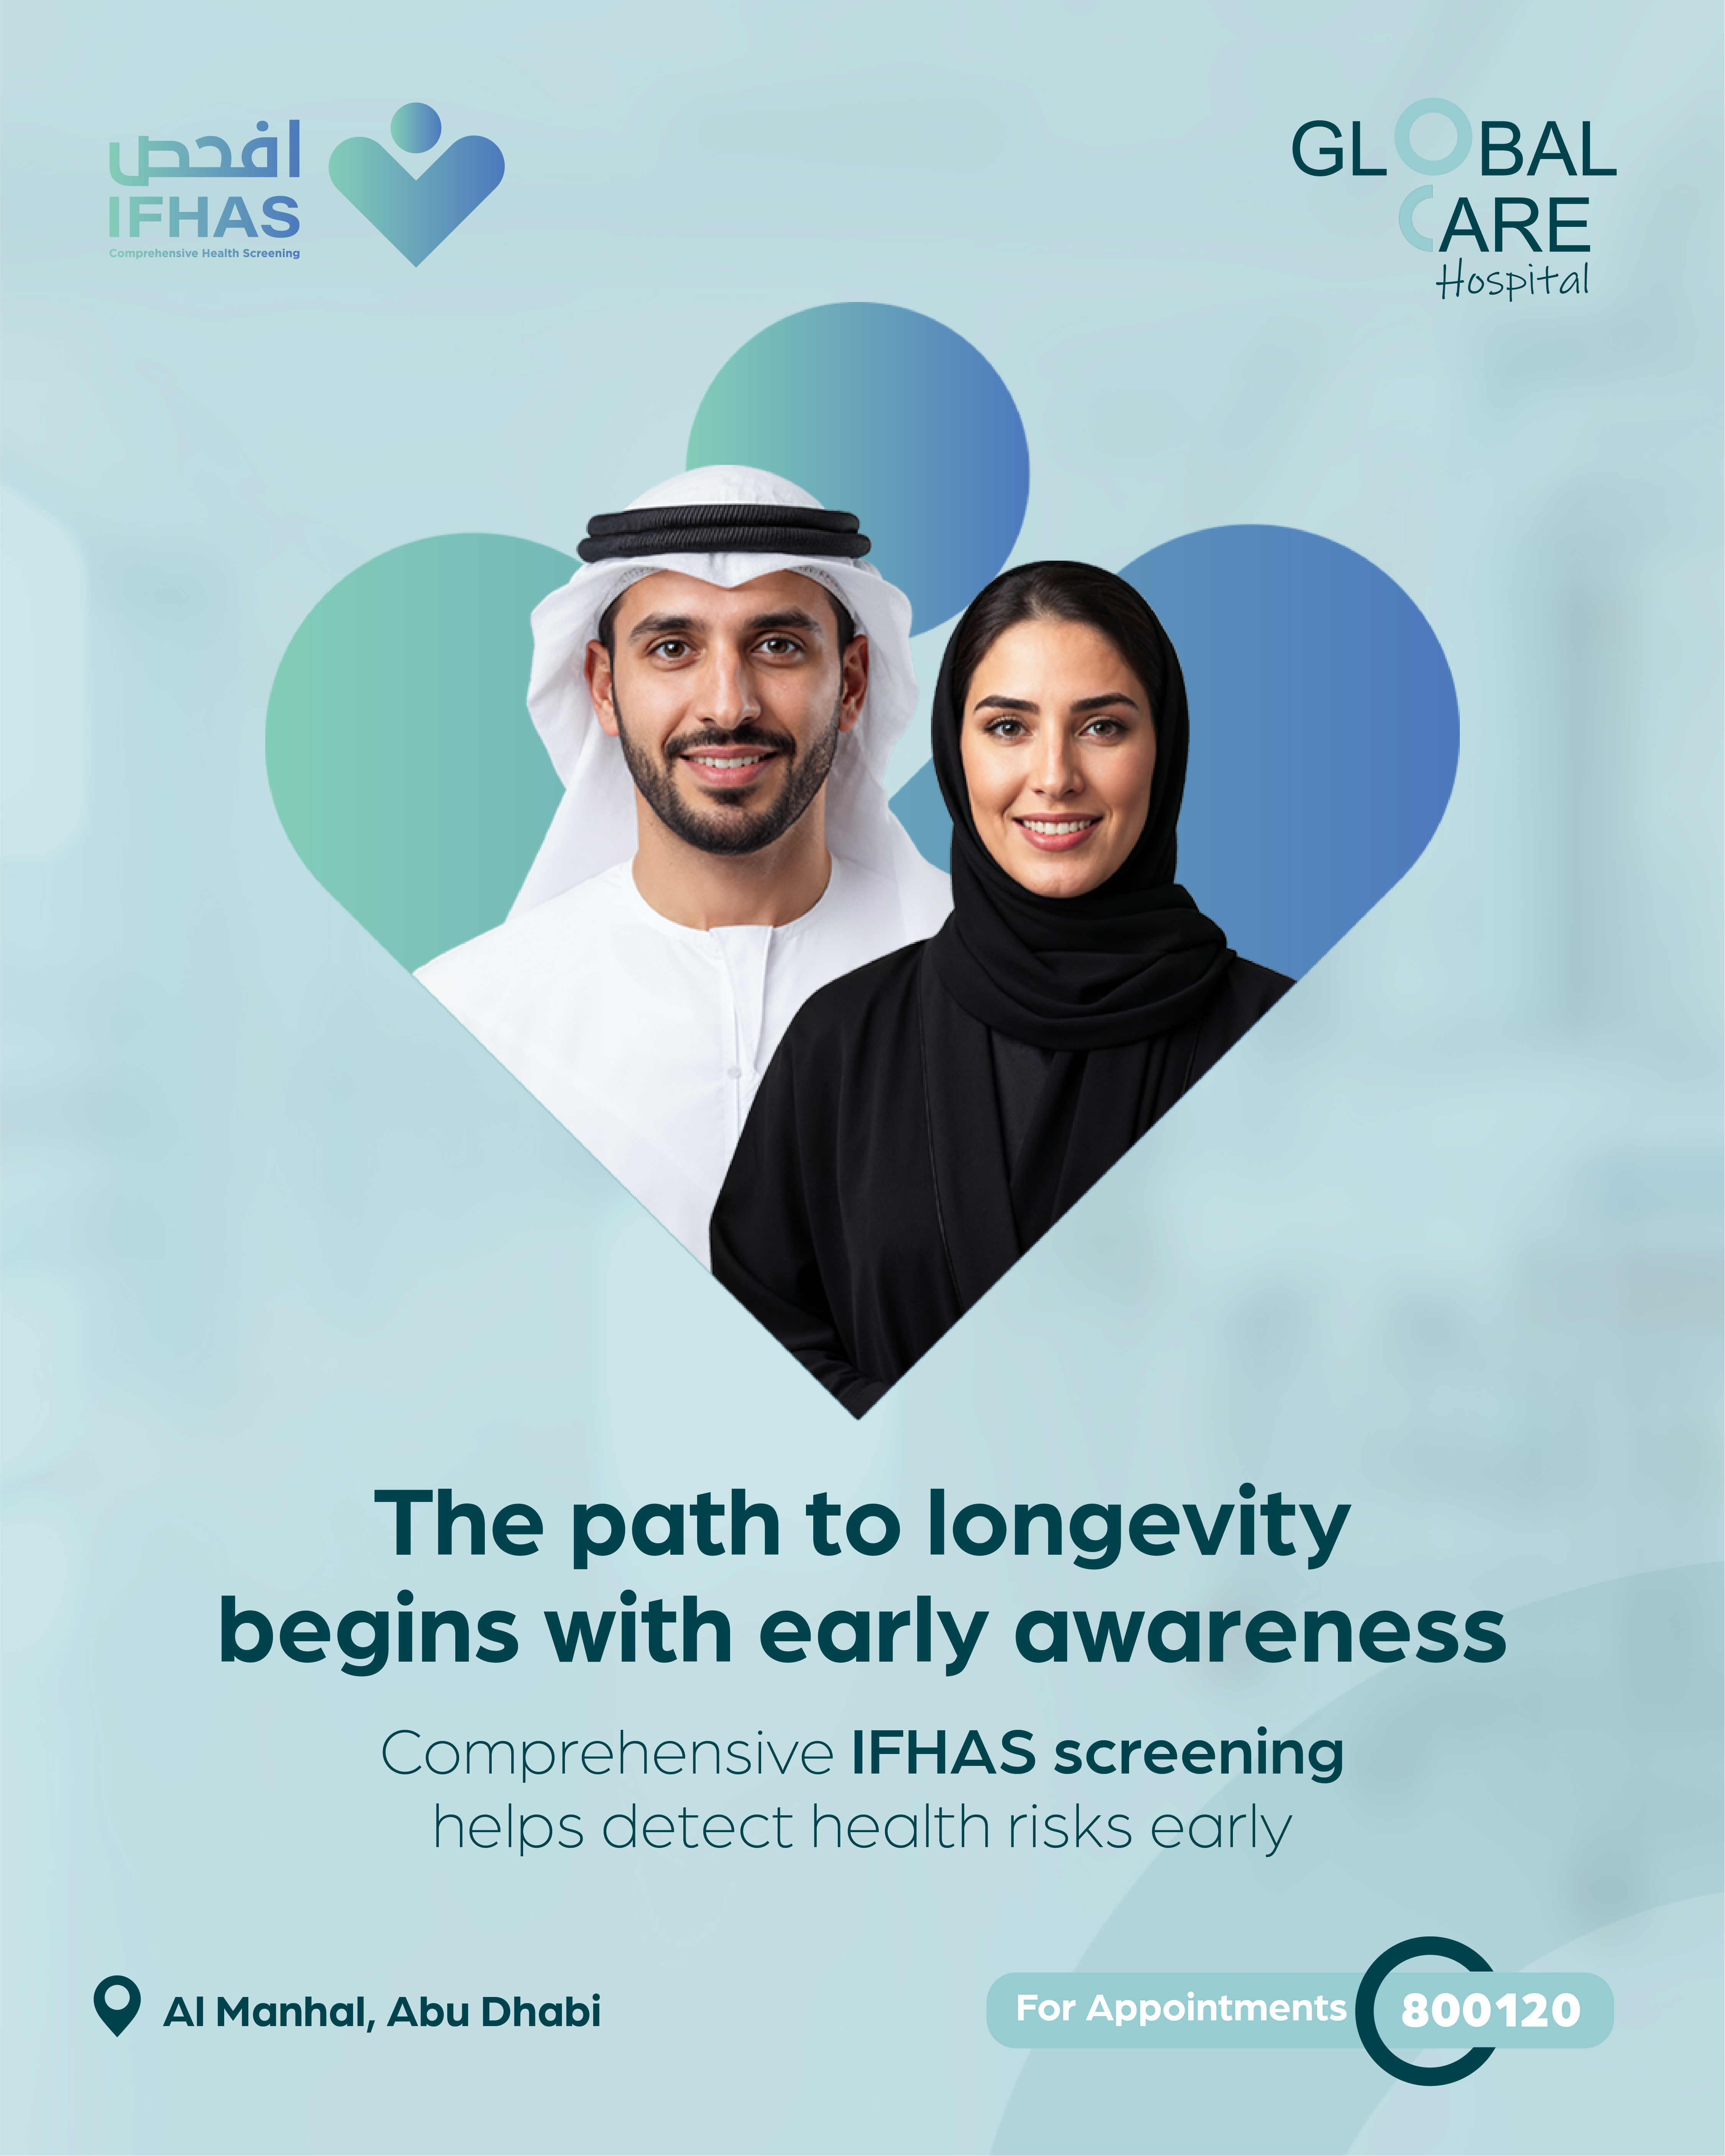 افحص
IFHAS
Comprehensive Health Screening
GLOBAL
CARE
Hospital
The path to longevity
begins with early awareness
Comprehensive IFHAS screening
helps detect health risks early
Al Manhal, Abu Dhabi
For Appointments 800120